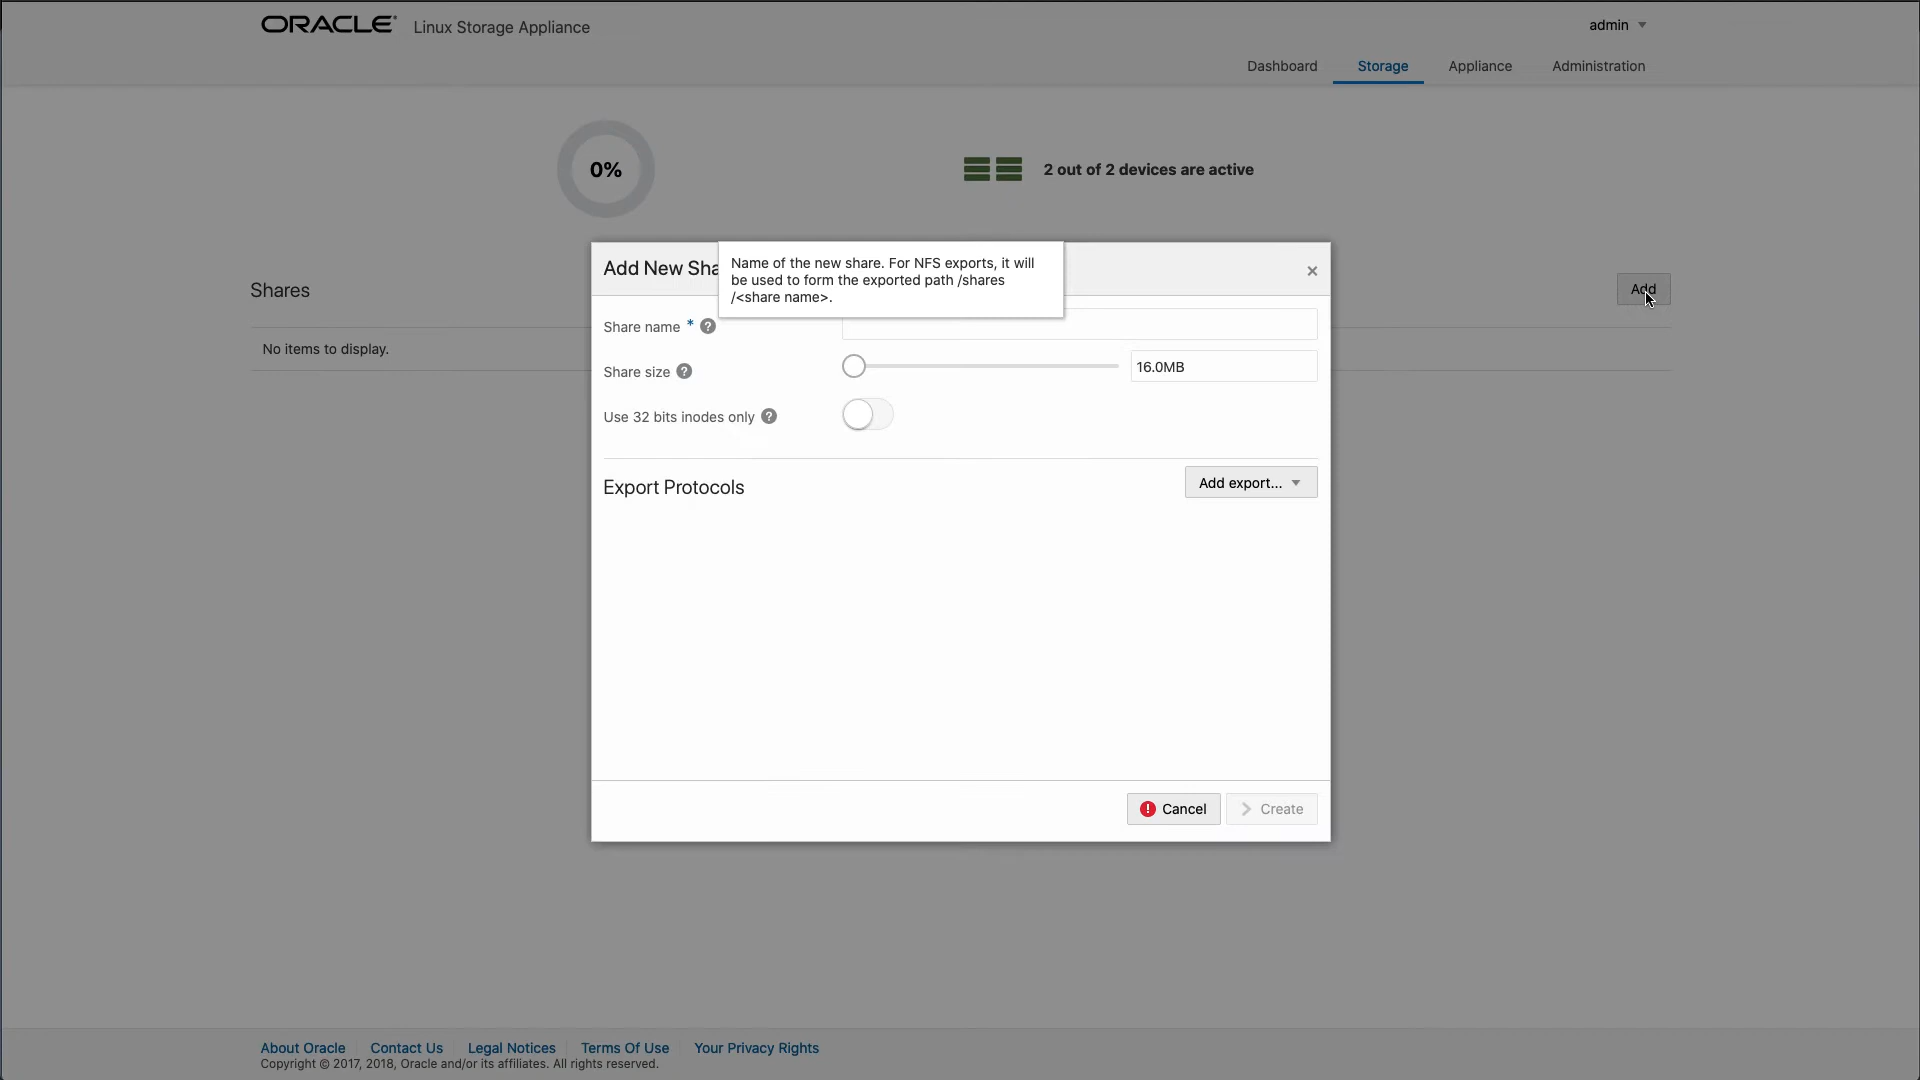 ORACLE® Linux Storage Appliance
admin
Dashboard Storage Appliance Administration
0%
2 out of 2 devices are active
Add New Sha
Name of the new share. For NFS exports, it will
be used to form the exported path /shares
/<share name>.
×
Shares
Add
Share name * ?
No items to display.
Share size ?
16.0MB
Use 32 bits inodes only ?
Export Protocols
Add export...
! Cancel
Create
About Oracle Contact Us Legal Notices Terms Of Use Your Privacy Rights
Copyright © 2017, 2018, Oracle and/or its affiliates. All rights reserved.